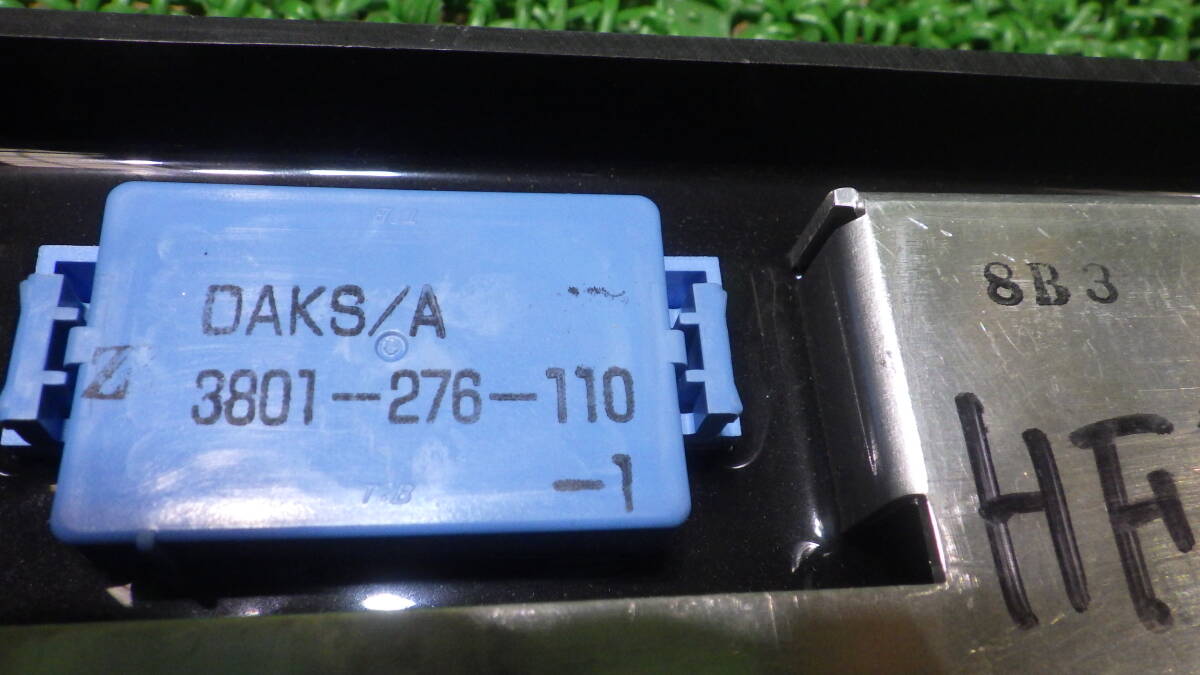 DAKS/A
Z
3801-276-110
-1
8B3
HF